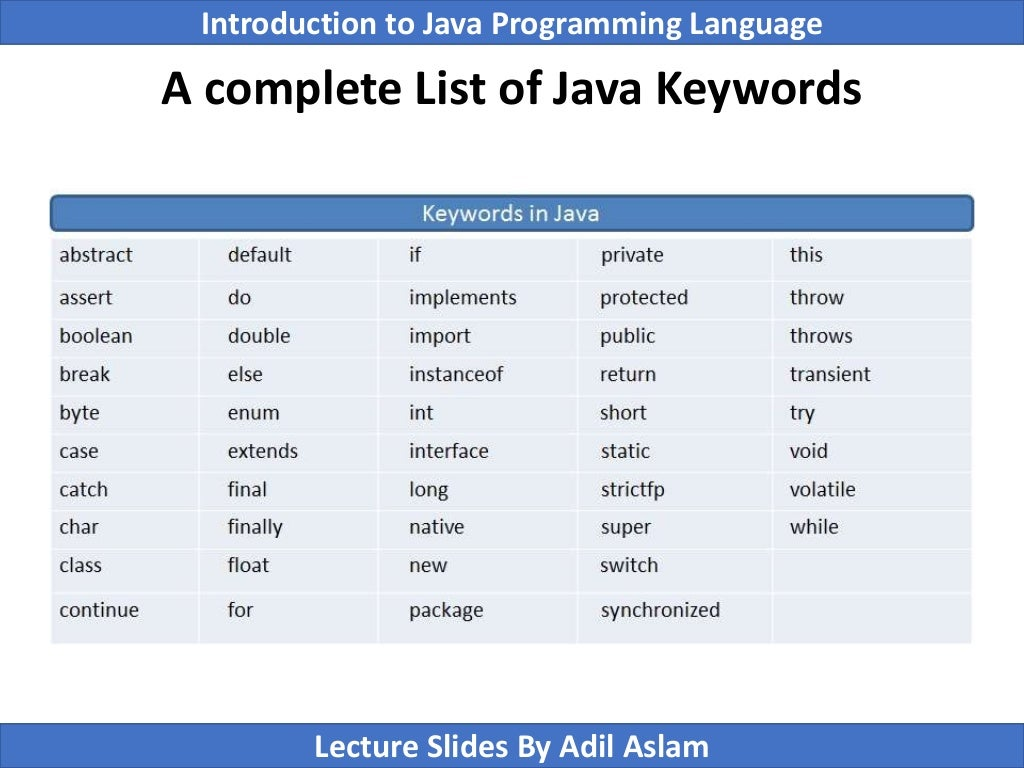 Introduction to Java Programming Language
A complete List of Java Keywords
Keywords in Java
abstract default if private this
assert do implements protected throw
boolean double import public throws
break else instanceof return transient
byte enum int short try
case extends interface static void
catch final long strictfp volatile
char finally native super while
class float new switch
continue for package synchronized
Lecture Slides By Adil Aslam